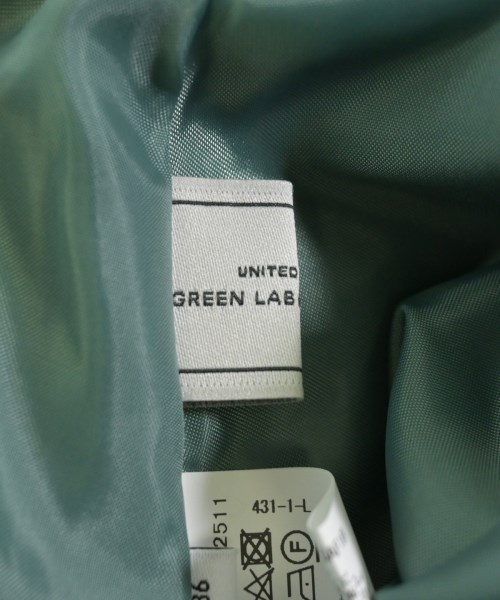 UNITED
GREEN LAB
431-1-L
2511
F